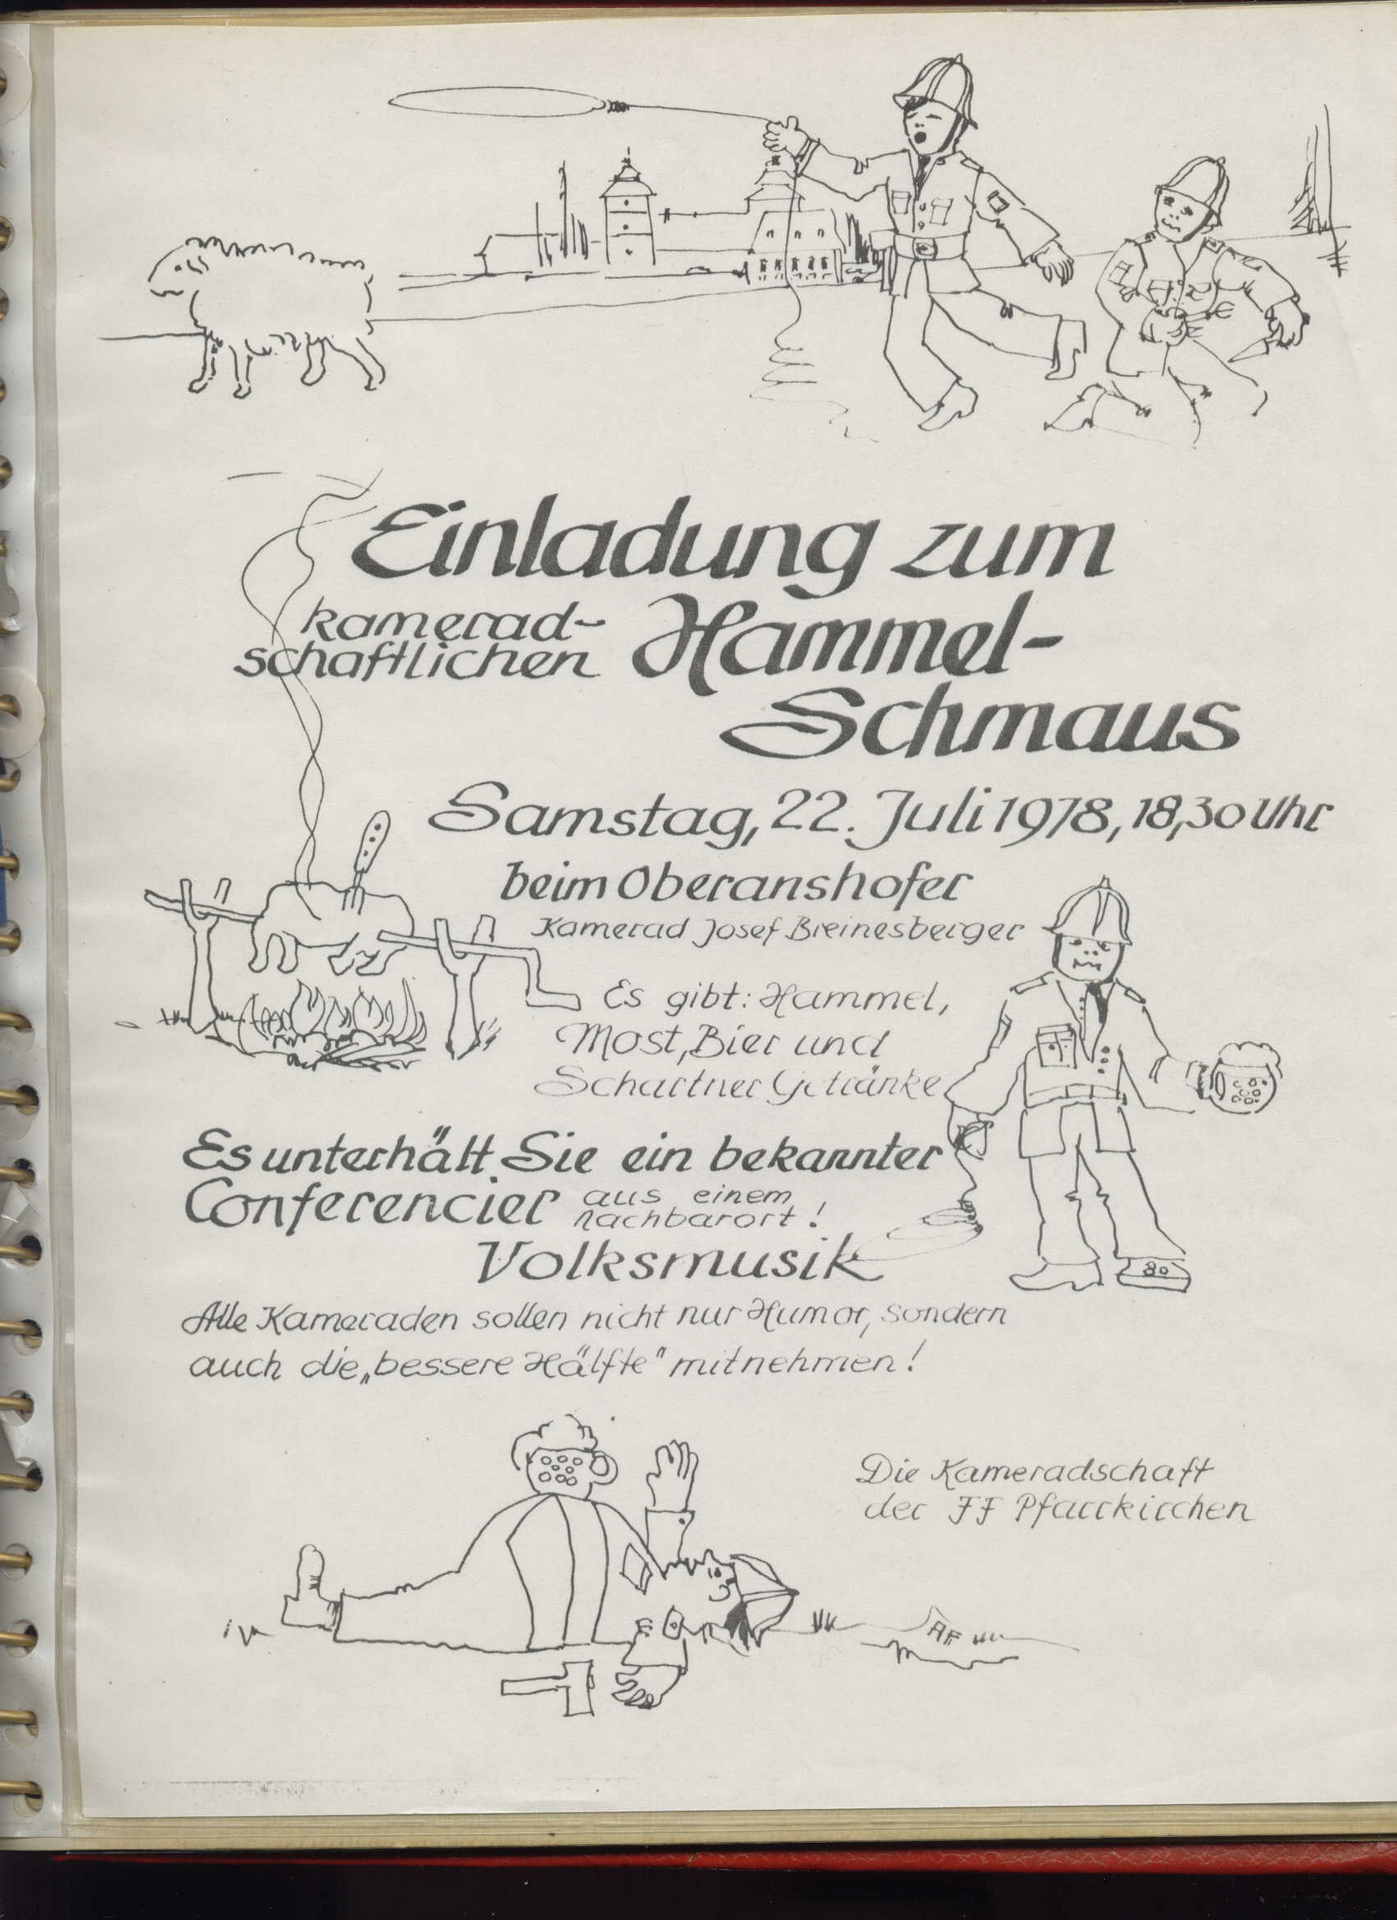 Einladung zum
kamerad-
schaftlichen Hammel-
Schmaus
Samstag, 22. Juli 1978, 18,30 Uhr
beim Oberanshofer
Kamerad Josef Breinesberger
Es gibt: Hammel,
Most, Bier und
Schartner Getränke
Es unterhält Sie ein bekannter
Conferencier aus einem
Nachbarort!
Volksmusik
Alle Kameraden sollen nicht nur Humor, sondern
auch die „bessere Hälfte" mitnehmen!
Die Kameradschaft
der FF Pfarrkirchen
80
AF